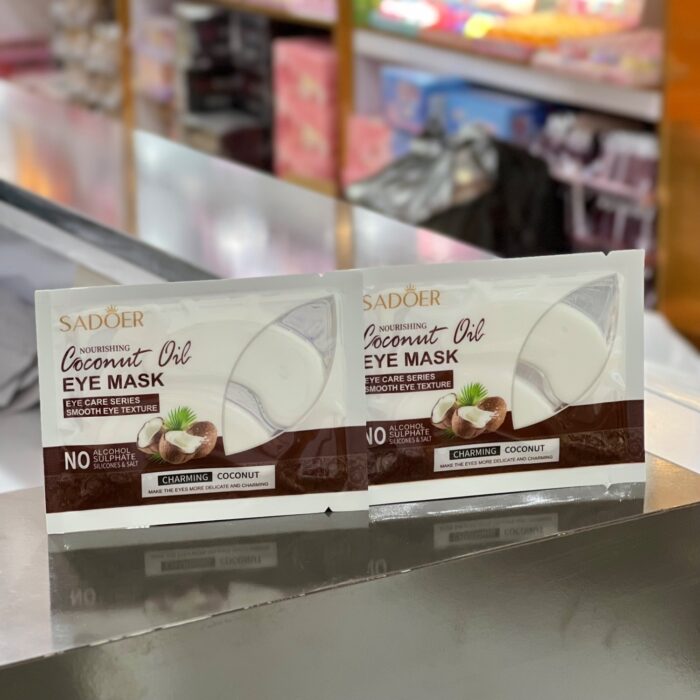 SADOER
NOURISHING
Coconut Oil
EYE MASK
EYE CARE SERIES
SMOOTH EYE TEXTURE
NO ALCOHOL
SULPHATE
SILICONES & SALT
CHARMING COCONUT
MAKE THE EYES MORE DELICATE AND CHARMING
SADOER
NOURISHING
Coconut Oil
EYE MASK
EYE CARE SERIES
SMOOTH EYE TEXTURE
NO ALCOHOL
SULPHATE
SILICONES & SALT
CHARMING COCONUT
MAKE THE EYES MORE DELICATE AND CHARMING